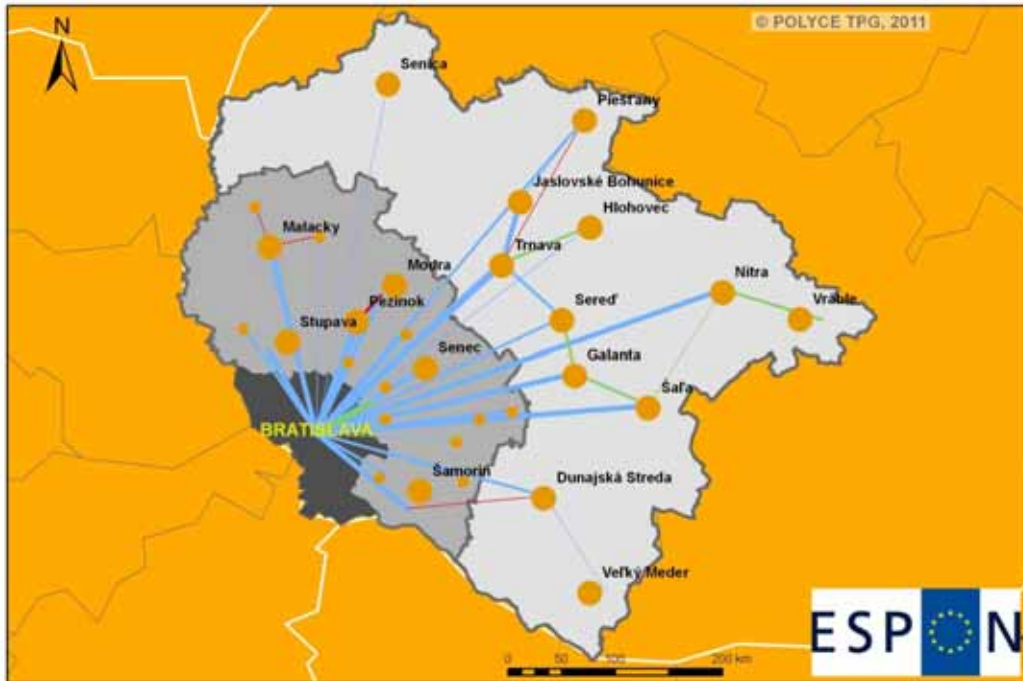 © POLYCE TPG, 2011
N
Senica
Piešťany
Jaslovské Bohunice
Hlohovec
Malacky
Trnava
Modra
Nitra
Pezinok
Sereď
Vráble
Stupava
Senec
Galanta
Šaľa
BRATISLAVA
Šamorín
Dunajská Streda
Veľký Meder
0 50 100 200 km
ESPON